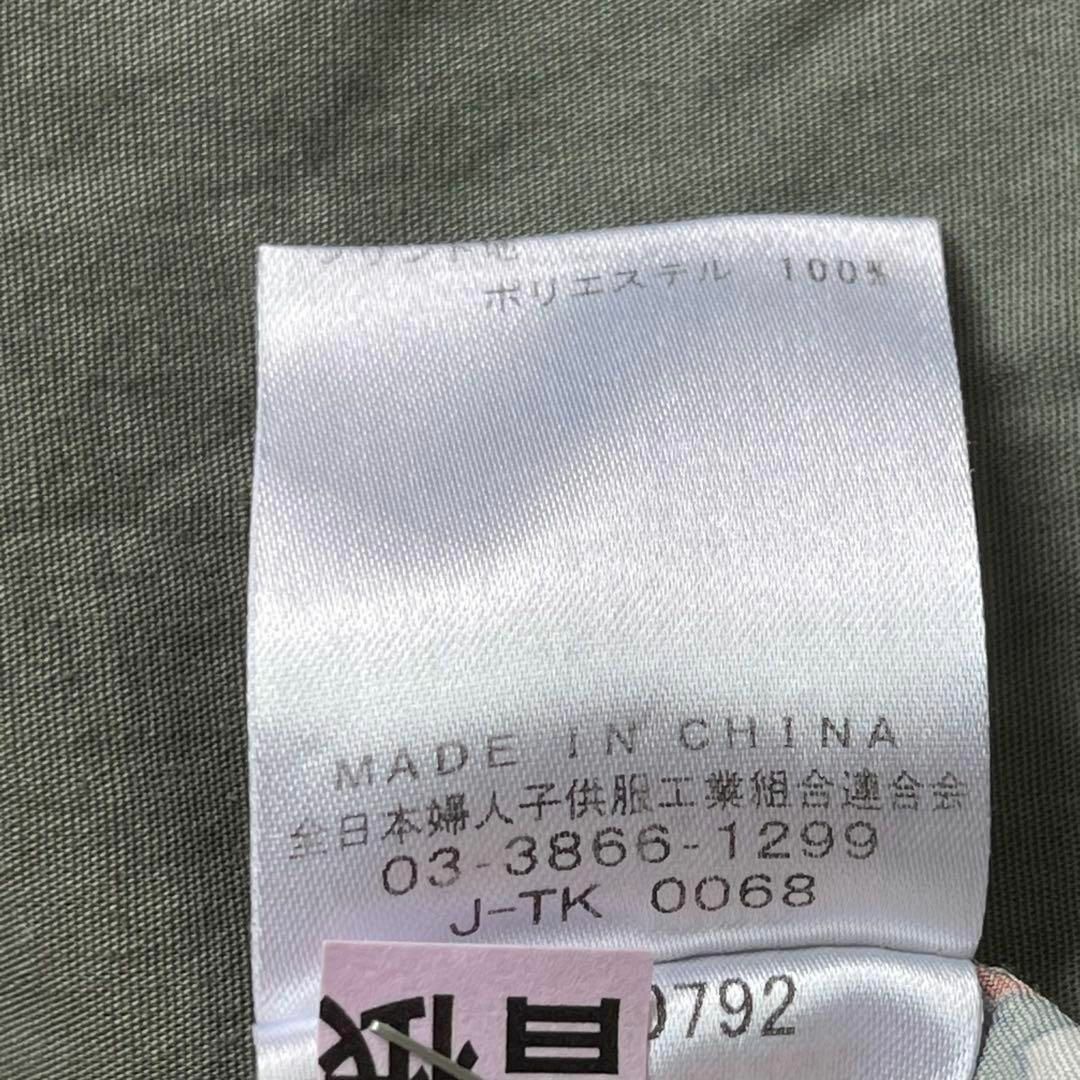 ポリエステル 100%
MADE IN CHINA
全日本婦人子供服工業組合連合会
03-3866-1299
J-TK 0068
0792